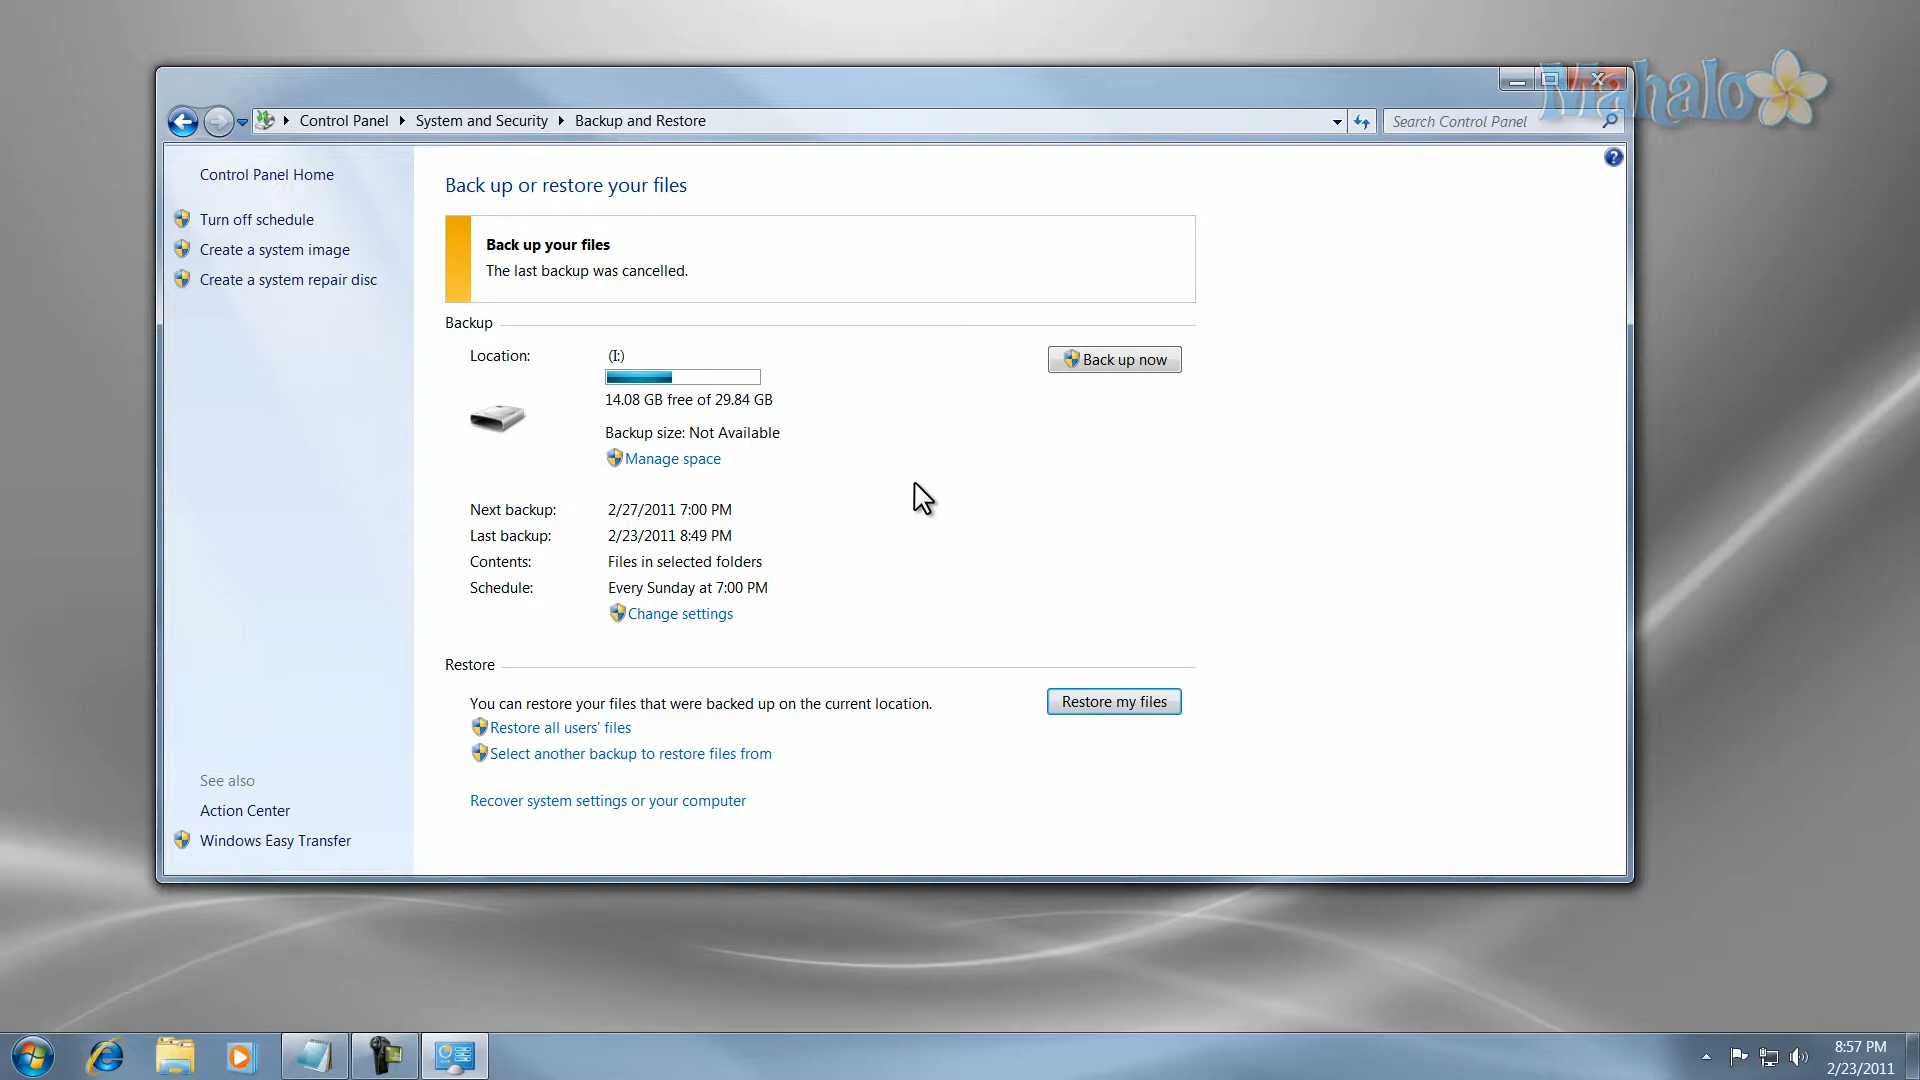 Mahalo
Control Panel
System and Security
Backup and Restore
Search Control Panel
Control Panel Home
Turn off schedule
Create a system image
Create a system repair disc
See also
Action Center
Windows Easy Transfer
Back up or restore your files
Back up your files
The last backup was cancelled.
Backup
Location: (I:)
Back up now
14.08 GB free of 29.84 GB
Backup size: Not Available
Manage space
Next backup: 2/27/2011 7:00 PM
Last backup: 2/23/2011 8:49 PM
Contents: Files in selected folders
Schedule: Every Sunday at 7:00 PM
Change settings
Restore
You can restore your files that were backed up on the current location.
Restore my files
Restore all users' files
Select another backup to restore files from
Recover system settings or your computer
8:57 PM
2/23/2011